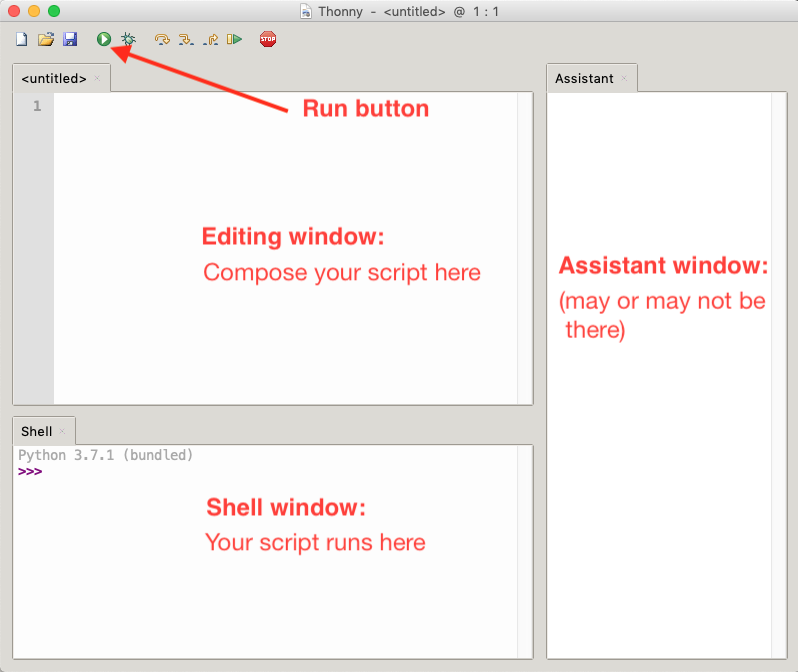 Thonny - <untitled> @ 1 : 1
STOP
<untitled>
Assistant
1
Run button
Editing window:
Compose your script here
Assistant window:
(may or may not be
there)
Shell
Python 3.7.1 (bundled)
>>>
Shell window:
Your script runs here